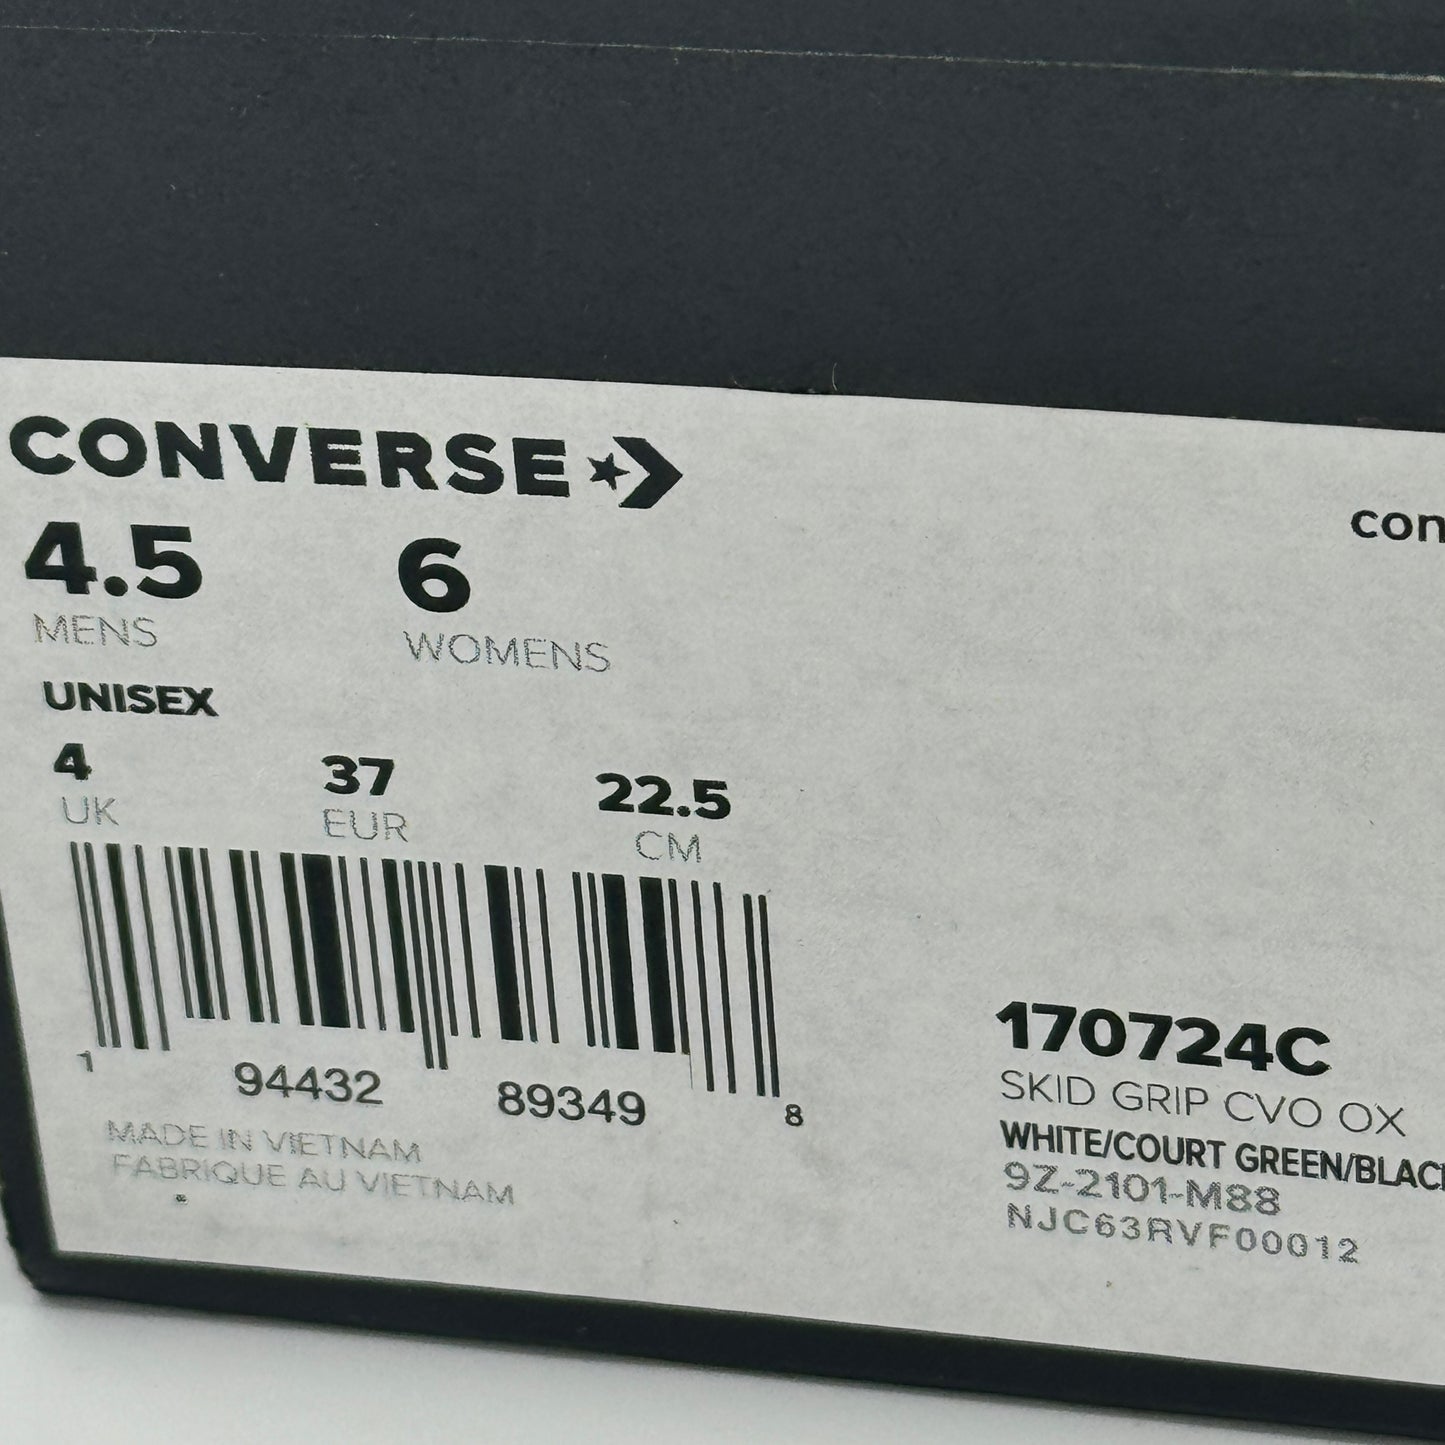 CONVERSE
con
4.5 6
MENS WOMENS
UNISEX
4 37 22.5
UK EUR CM
1 94432 89349 8
MADE IN VIETNAM
FABRIQUE AU VIETNAM
170724C
SKID GRIP CVO OX
WHITE/COURT GREEN/BLAC
9Z-2101-M88
NJC63RVF00012